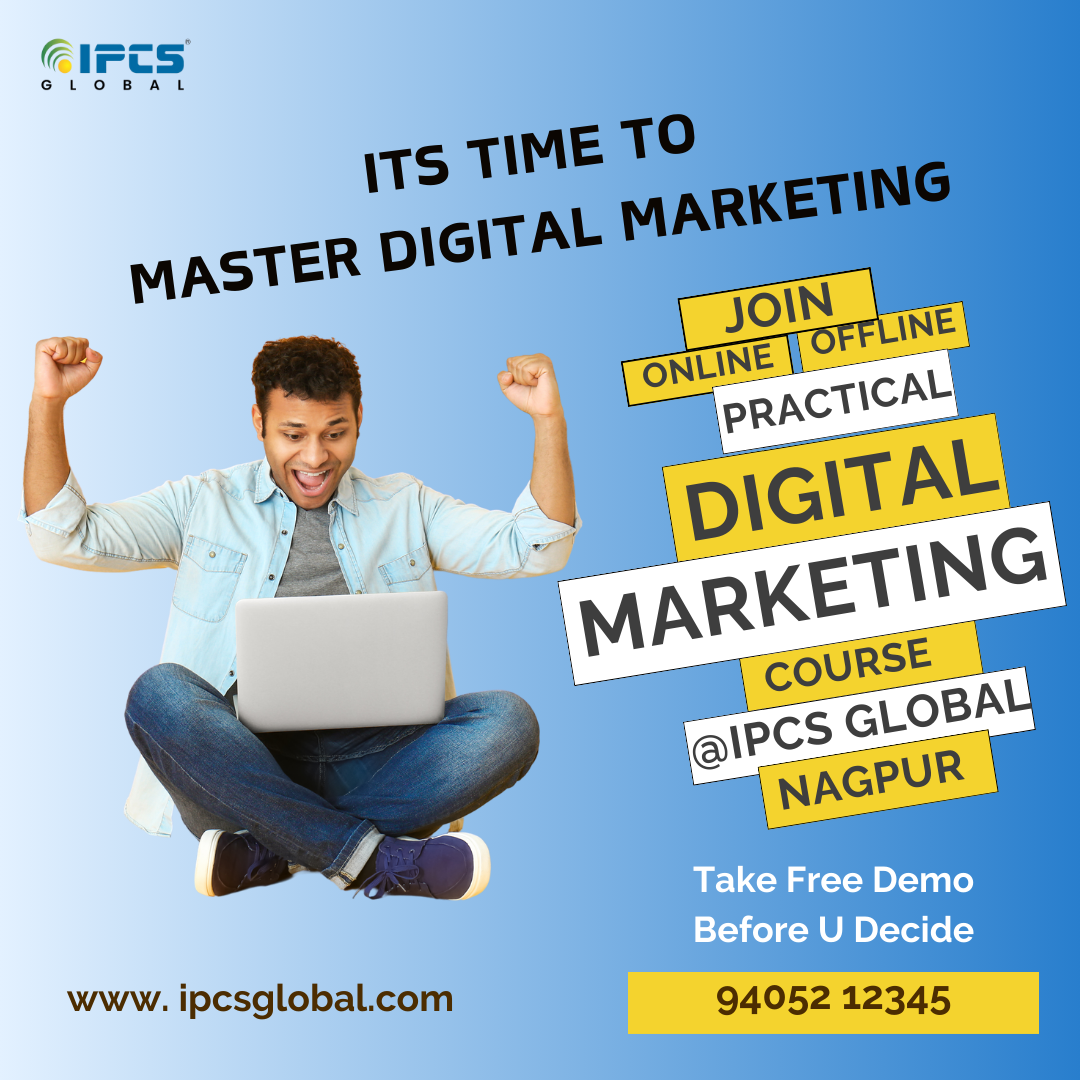 IPCS®
GLOBAL
ITS TIME TO
MASTER DIGITAL MARKETING
JOIN
ONLINE OFFLINE
PRACTICAL
DIGITAL
MARKETING
COURSE
@IPCS GLOBAL
NAGPUR
Take Free Demo
Before U Decide
www. ipcsglobal.com
94052 12345